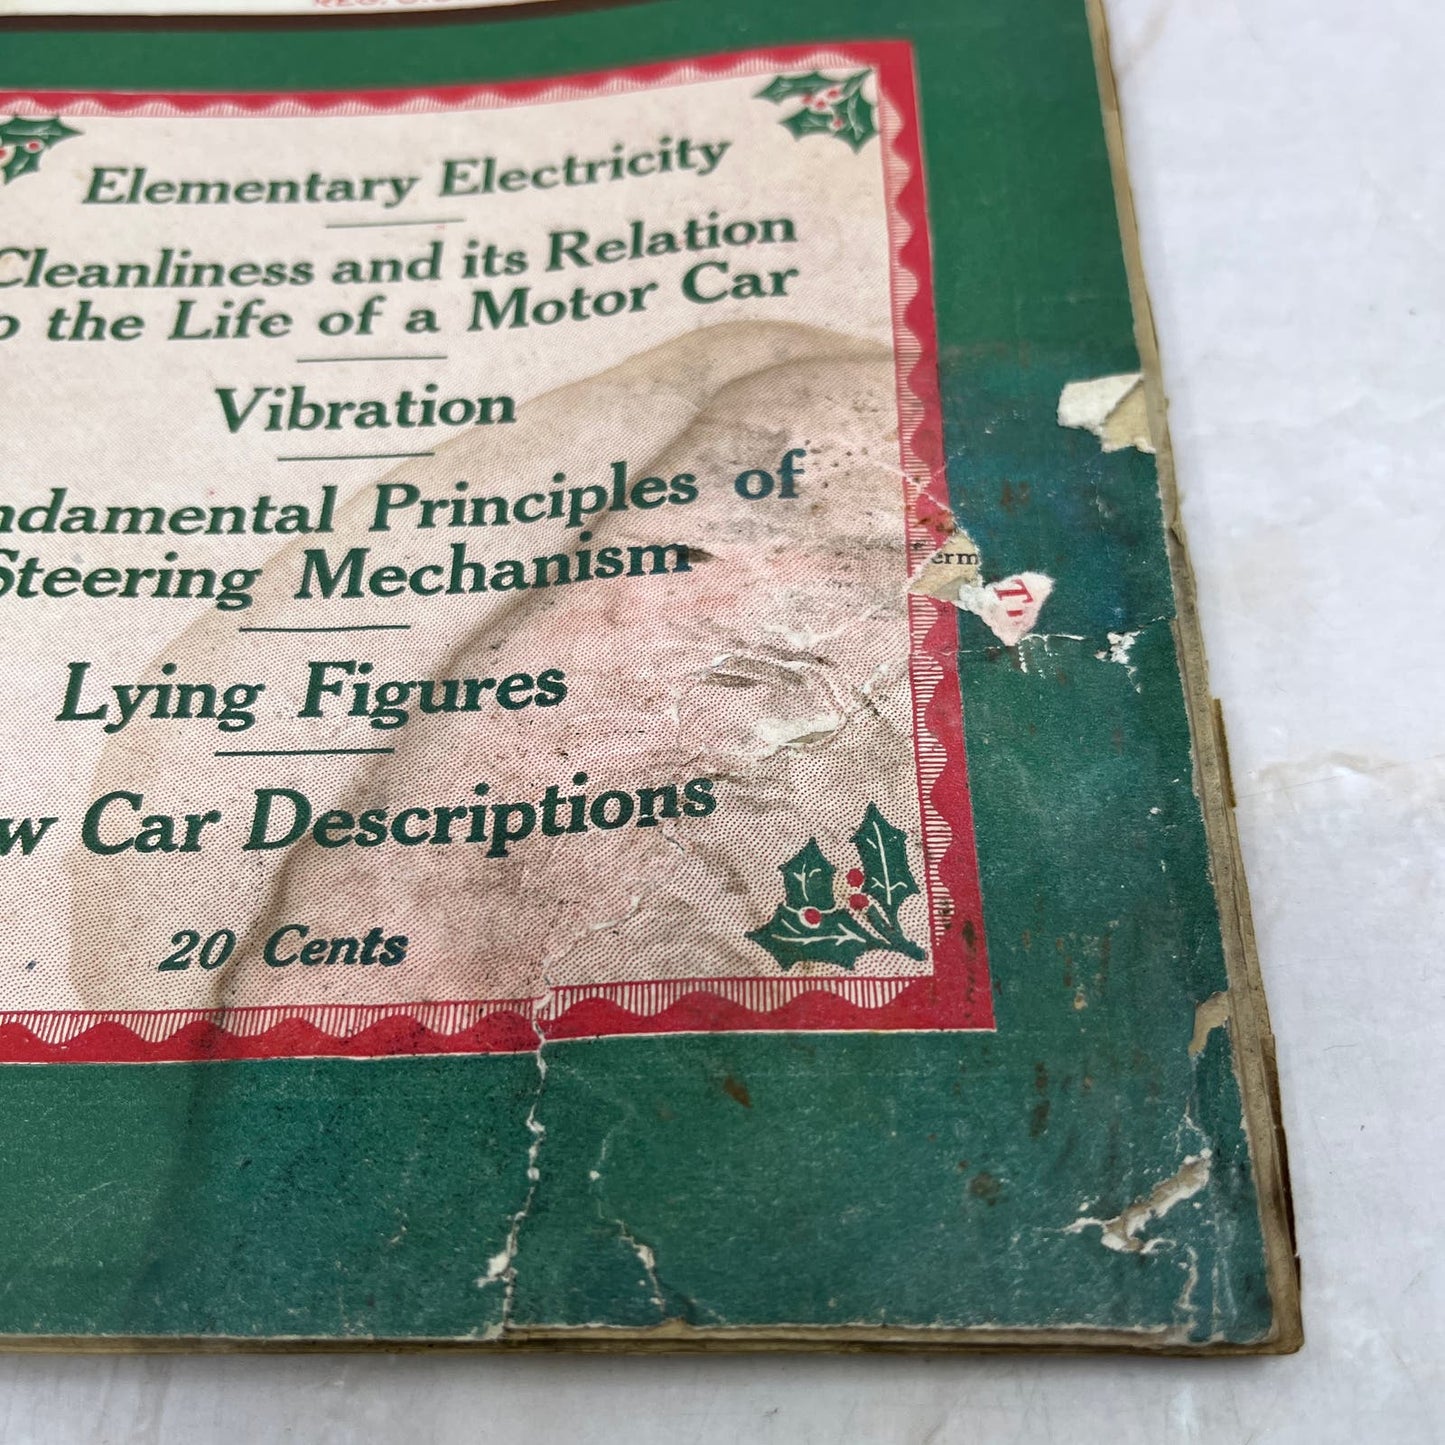 Elementary Electricity
Cleanliness and its Relation
o the Life of a Motor Car
Vibration
ndamental Principles of
Steering Mechanism
Lying Figures
w Car Descriptions
20 Cents
erm
T.